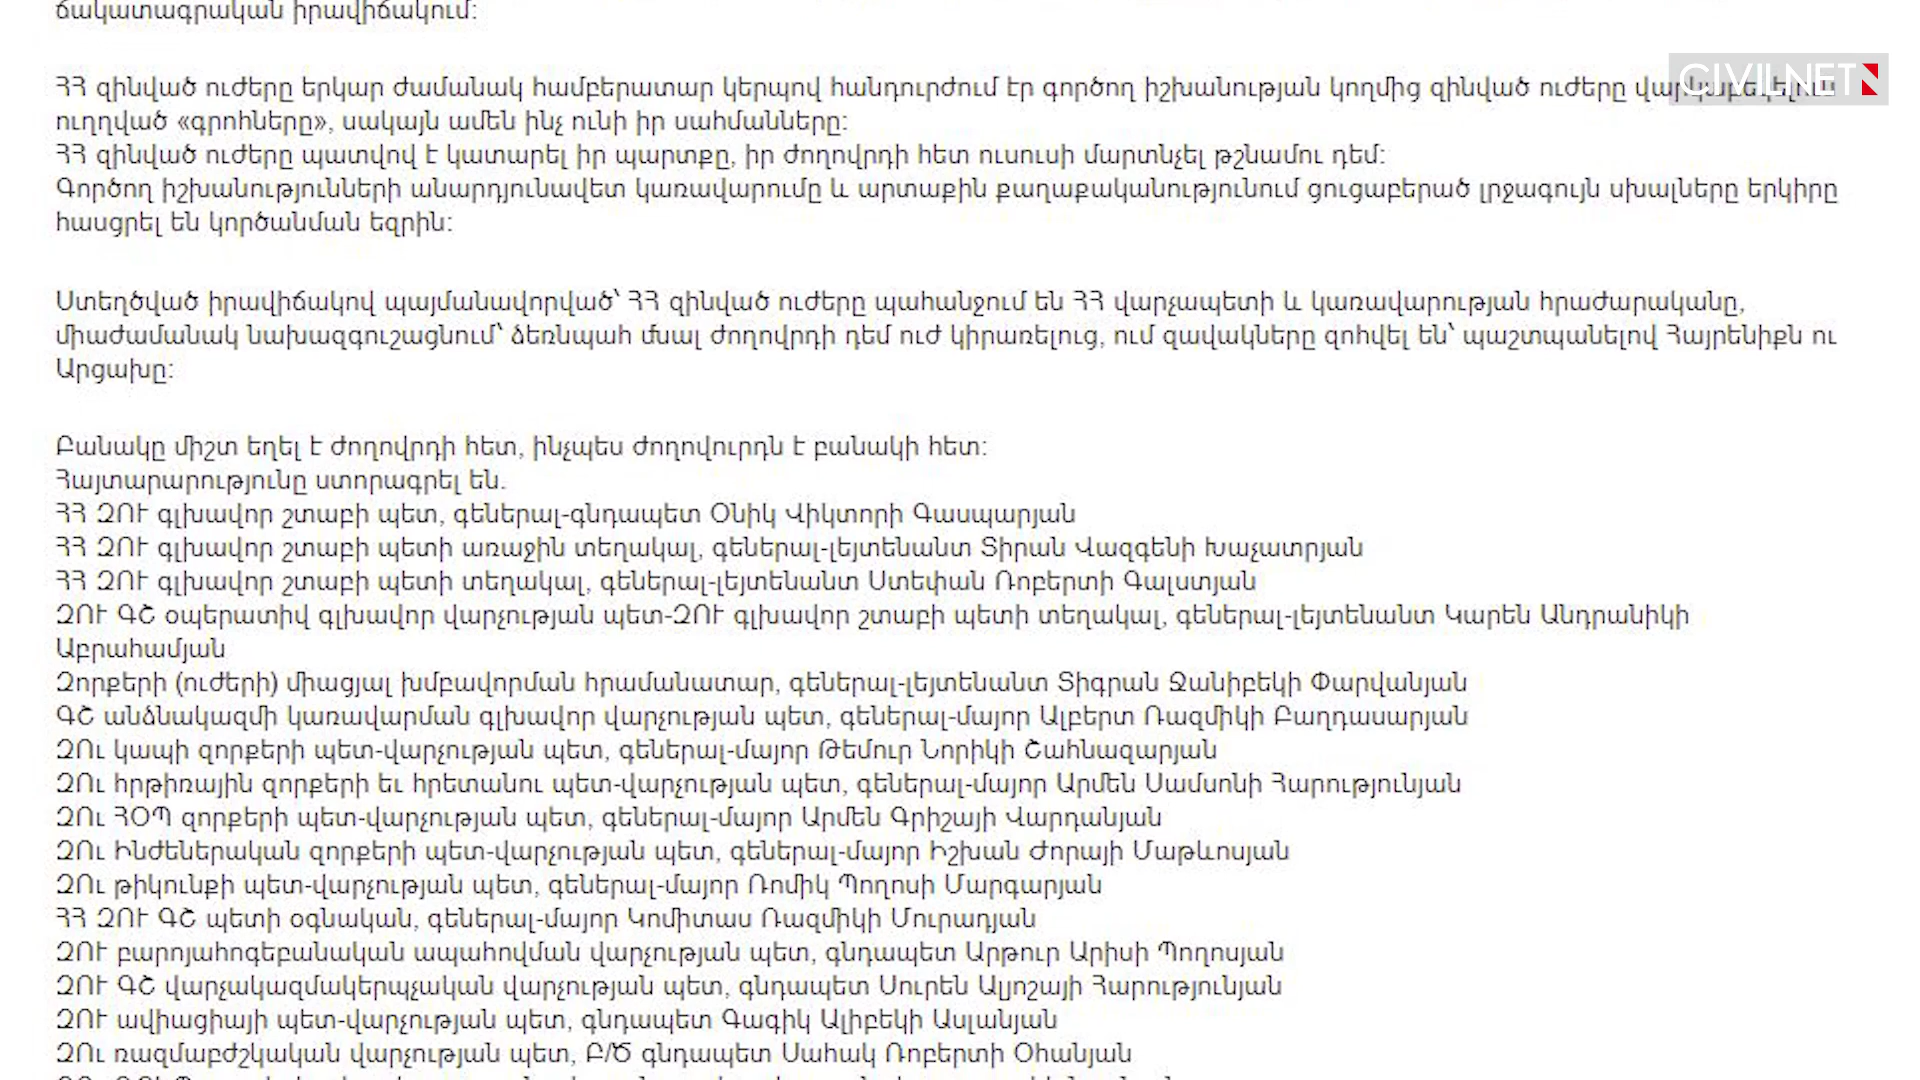 ճակատագրական իրավիճակում:
CIVILNET
ՀՀ զինված ուժերը երկար ժամանակ համբերատար կերպով հանդուրժում էր գործող իշխանության կողմից զինված ուժերը վարկաբեկելուն
ուղղված «գրոհները», սակայն ամեն ինչ ունի իր սահմանները:
ՀՀ զինված ուժերը պատվով է կատարել իր պարտքը, իր ժողովրդի հետ ուսուսի մարտնչել թշնամու դեմ:
Գործող իշխանությունների անարդյունավետ կառավարումը և արտաքին քաղաքականությունում ցուցաբերած լրջագույն սխալները երկիրը
հասցրել են կործանման եզրին:
Ստեղծված իրավիճակով պայմանավորված՝ ՀՀ զինված ուժերը պահանջում են ՀՀ վարչապետի և կառավարության հրաժարականը,
միաժամանակ նախազգուշացնում՝ ձեռնպահ մնալ ժողովրդի դեմ ուժ կիրառելուց, ում զավակները զոհվել են՝ պաշտպանելով Հայրենիքն ու
Արցախը:
Բանակը միշտ եղել է ժողովրդի հետ, ինչպես ժողովուրդն է բանակի հետ:
Հայտարարությունը ստորագրել են.
ՀՀ ԶՈՒ գլխավոր շտաբի պետ, գեներալ-գնդապետ Օնիկ Վիկտորի Գասպարյան
ՀՀ ԶՈՒ գլխավոր շտաբի պետի առաջին տեղակալ, գեներալ-լեյտենանտ Տիրան Վազգենի Խաչատրյան
ՀՀ ԶՈՒ գլխավոր շտաբի պետի տեղակալ, գեներալ-լեյտենանտ Ստեփան Ռոբերտի Գալստյան
ԶՈՒ ԳՇ օպերատիվ գլխավոր վարչության պետ-ԶՈՒ գլխավոր շտաբի պետի տեղակալ, գեներալ-լեյտենանտ Կարեն Անդրանիկի
Աբրահամյան
Զորքերի (ուժերի) միացյալ խմբավորման հրամանատար, գեներալ-լեյտենանտ Տիգրան Ջանիբեկի Փարվանյան
ԳՇ անձնակազմի կառավարման գլխավոր վարչության պետ, գեներալ-մայոր Ալբերտ Ռազմիկի Բաղդասարյան
ԶՈւ կապի զորքերի պետ-վարչության պետ, գեներալ-մայոր Թեմուր Նորիկի Շահնազարյան
ԶՈւ հրթիռային զորքերի եւ հրետանու պետ-վարչության պետ, գեներալ-մայոր Արմեն Սամսոնի Հարությունյան
ԶՈւ ՀՕՊ զորքերի պետ-վարչության պետ, գեներալ-մայոր Արմեն Գրիշայի Վարդանյան
ԶՈւ Ինժեներական զորքերի պետ-վարչության պետ, գեներալ-մայոր Իշխան Ժորայի Մաթևոսյան
ԶՈւ թիկունքի պետ-վարչության պետ, գեներալ-մայոր Ռոմիկ Պողոսի Մարգարյան
ՀՀ ԶՈՒ ԳՇ պետի օգնական, գեներալ-մայոր Կոմիտաս Ռազմիկի Մուրադյան
ԶՈՒ բարոյահոգեբանական ապահովման վարչության պետ, գնդապետ Արթուր Արիսի Պողոսյան
ԶՈՒ ԳՇ վարչակազմակերպչական վարչության պետ, գնդապետ Սուրեն Ալյոշայի Հարությունյան
ԶՈՒ ավիացիայի պետ-վարչության պետ, գնդապետ Գագիկ Ալիբեկի Ասլանյան
ԶՈւ ռազմաբժշկական վարչության պետ, Բ/Ծ գնդապետ Սահակ Ռոբերտի Օհանյան